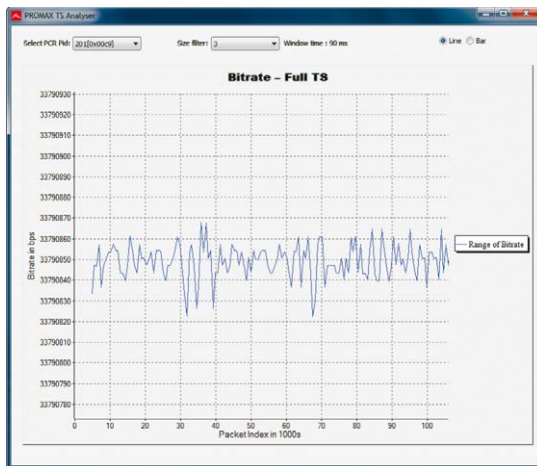 PROMAX TS Analyser
Select PCR Pid: 201[0x00c9] Size filter: 3 Window time : 90 ms Line Bar
Bitrate – Full TS
33790930
33790920
33790910
33790900
33790890
33790880
33790870
33790860
33790850
33790840
33790830
33790820
33790810
33790800
33790790
33790780
Bitrate in bps
0 10 20 30 40 50 60 70 80 90 100
Packet Index in 1000s
Range of Bitrate